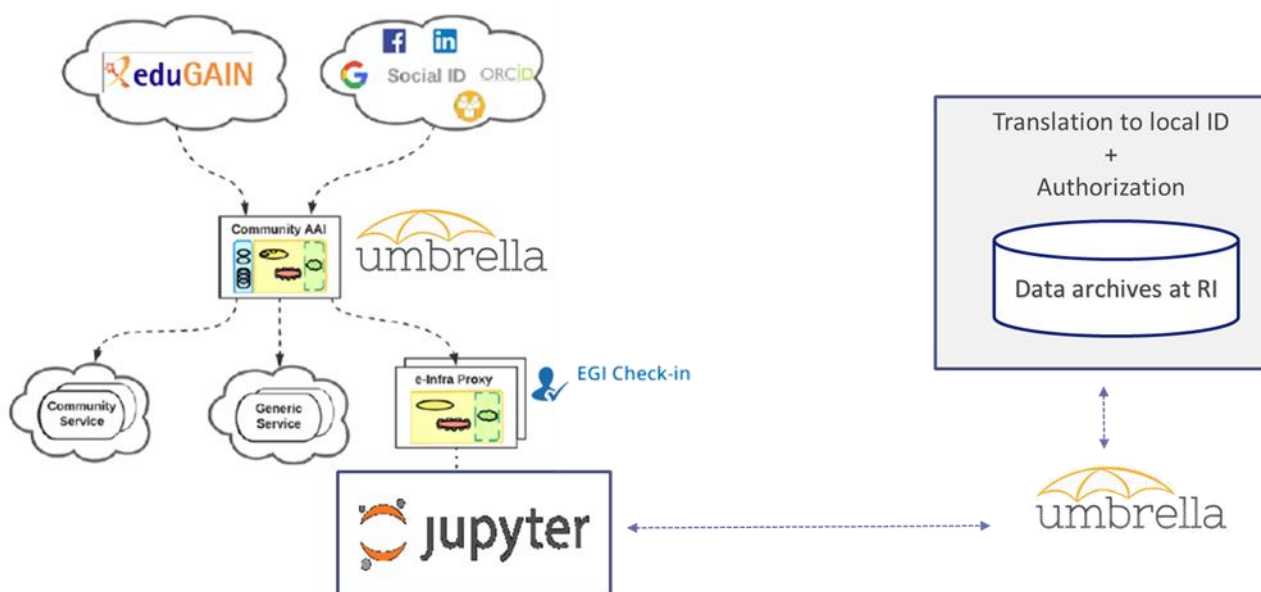 eduGAIN
f
in
G
Social ID
ORCiD
Community AAI
umbrella
Community
Service
Generic
Service
e-Infra Proxy
EGI Check-in
jupyter
Translation to local ID
+
Authorization
Data archives at RI
umbrella